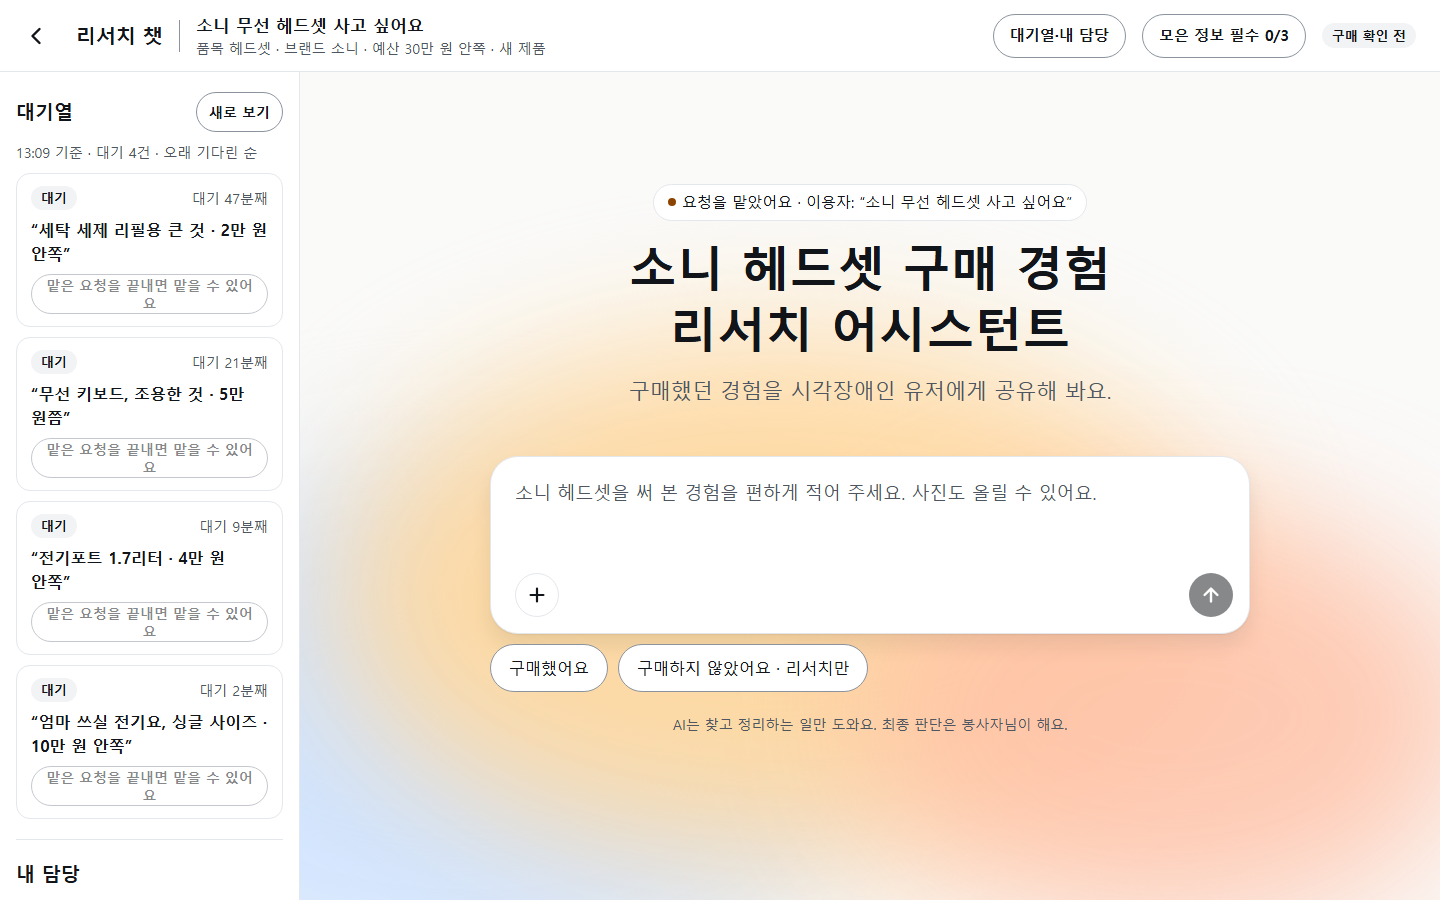 리서치 챗
소니 무선 헤드셋 사고 싶어요
품목 헤드셋 · 브랜드 소니 · 예산 30만 원 안쪽 · 새 제품
대기열·내 담당
모은 정보 필수 0/3
구매 확인 전
대기열
새로 보기
13:09 기준 · 대기 4건 · 오래 기다린 순
대기
대기 47분째
“세탁 세제 리필용 큰 것 · 2만 원
안쪽”
맡은 요청을 끝내면 맡을 수 있어
요
대기
대기 21분째
“무선 키보드, 조용한 것 · 5만
원쯤”
맡은 요청을 끝내면 맡을 수 있어
요
대기
대기 9분째
“전기포트 1.7리터 · 4만 원
안쪽”
맡은 요청을 끝내면 맡을 수 있어
요
대기
대기 2분째
“엄마 쓰실 전기요, 싱글 사이즈 ·
10만 원 안쪽”
맡은 요청을 끝내면 맡을 수 있어
요
내 담당
요청을 맡았어요 · 이용자: “소니 무선 헤드셋 사고 싶어요”
소니 헤드셋 구매 경험
리서치 어시스턴트
구매했던 경험을 시각장애인 유저에게 공유해 봐요.
소니 헤드셋을 써 본 경험을 편하게 적어 주세요. 사진도 올릴 수 있어요.
구매했어요
구매하지 않았어요 · 리서치만
AI는 찾고 정리하는 일만 도와요. 최종 판단은 봉사자님이 해요.